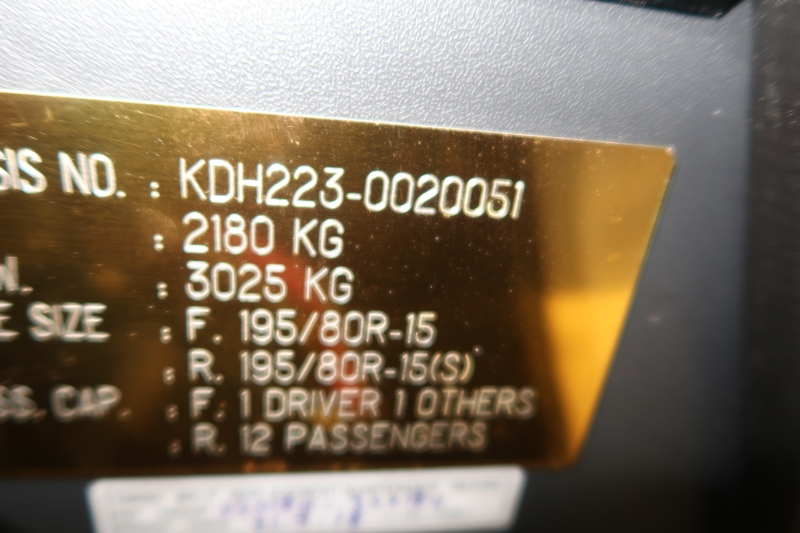 SIS NO. : KDH223-0020051
: 2180 KG
N. : 3025 KG
E SIZE : F. 195/80R-15
: R. 195/80R-15(S)
SS. CAP. : F. 1 DRIVER 1 OTHERS
: R. 12 PASSENGERS